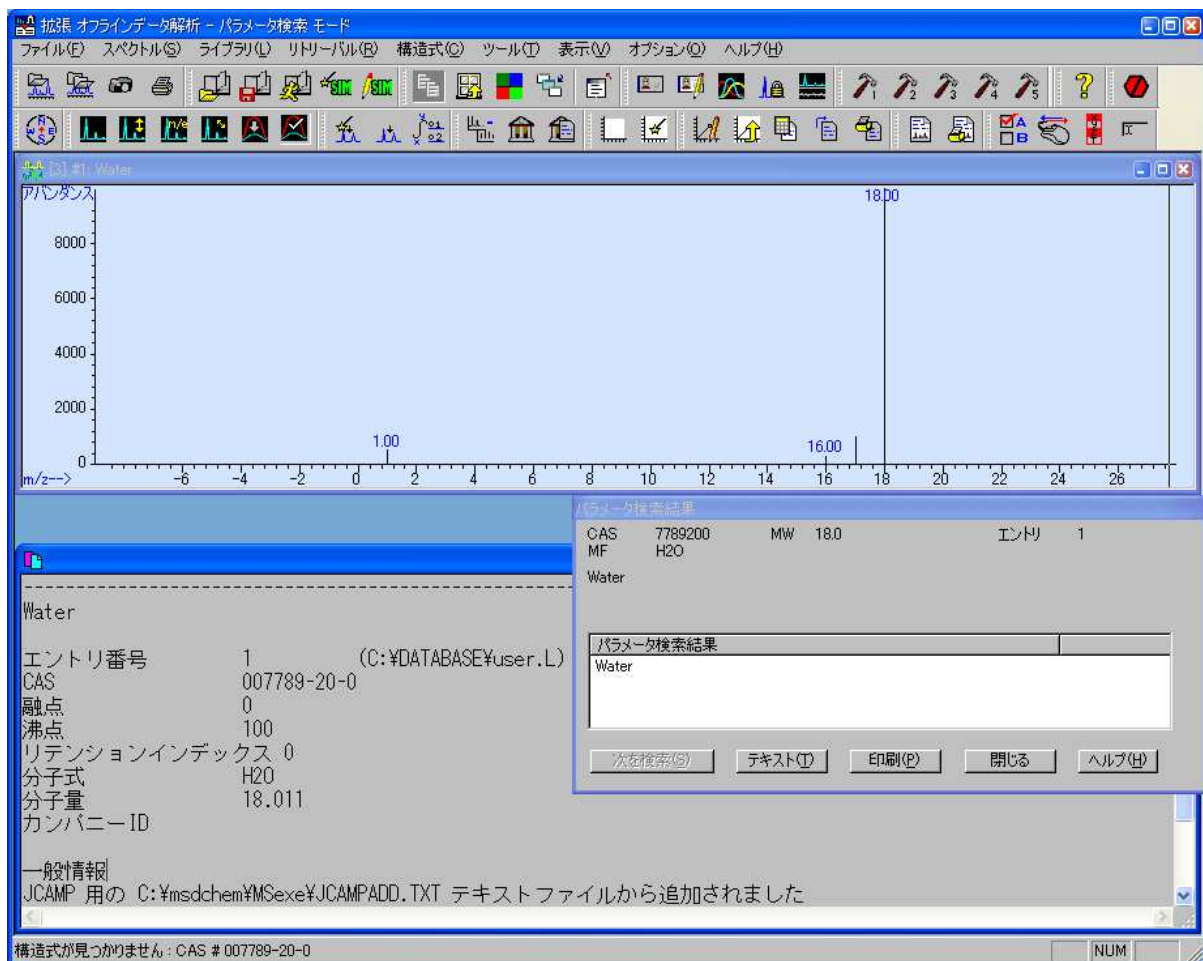 拡張 オフラインデータ解析 - パラメータ検索 モード
ファイル(F) スペクトル(S) ライブラリ(L) リトリーバル(R) 構造式(C) ツール(T) 表示(V) オプション(O) ヘルプ(H)
[3] #1: Water
アバンダンス
18.00
8000
6000
4000
2000
1.00
16.00
0
m/z-->
-6 -4 -2 0 2 4 6 8 10 12 14 16 18 20 22 24 26
パラメータ検索結果
CAS 7789200 MW 18.0 エントリ 1
MF H2O
Water
パラメータ検索結果
Water
次を検索(S) テキスト(T) 印刷(P) 閉じる ヘルプ(H)
Water
エントリ番号 1 (C:¥DATABASE¥user.L)
CAS 007789-20-0
融点 0
沸点 100
リテンションインデックス 0
分子式 H2O
分子量 18.011
カンパニーID
一般情報
JCAMP 用の C:¥msdchem¥MSexe¥JCAMPADD.TXT テキストファイルから追加されました
構造式が見つかりません : CAS # 007789-20-0
NUM